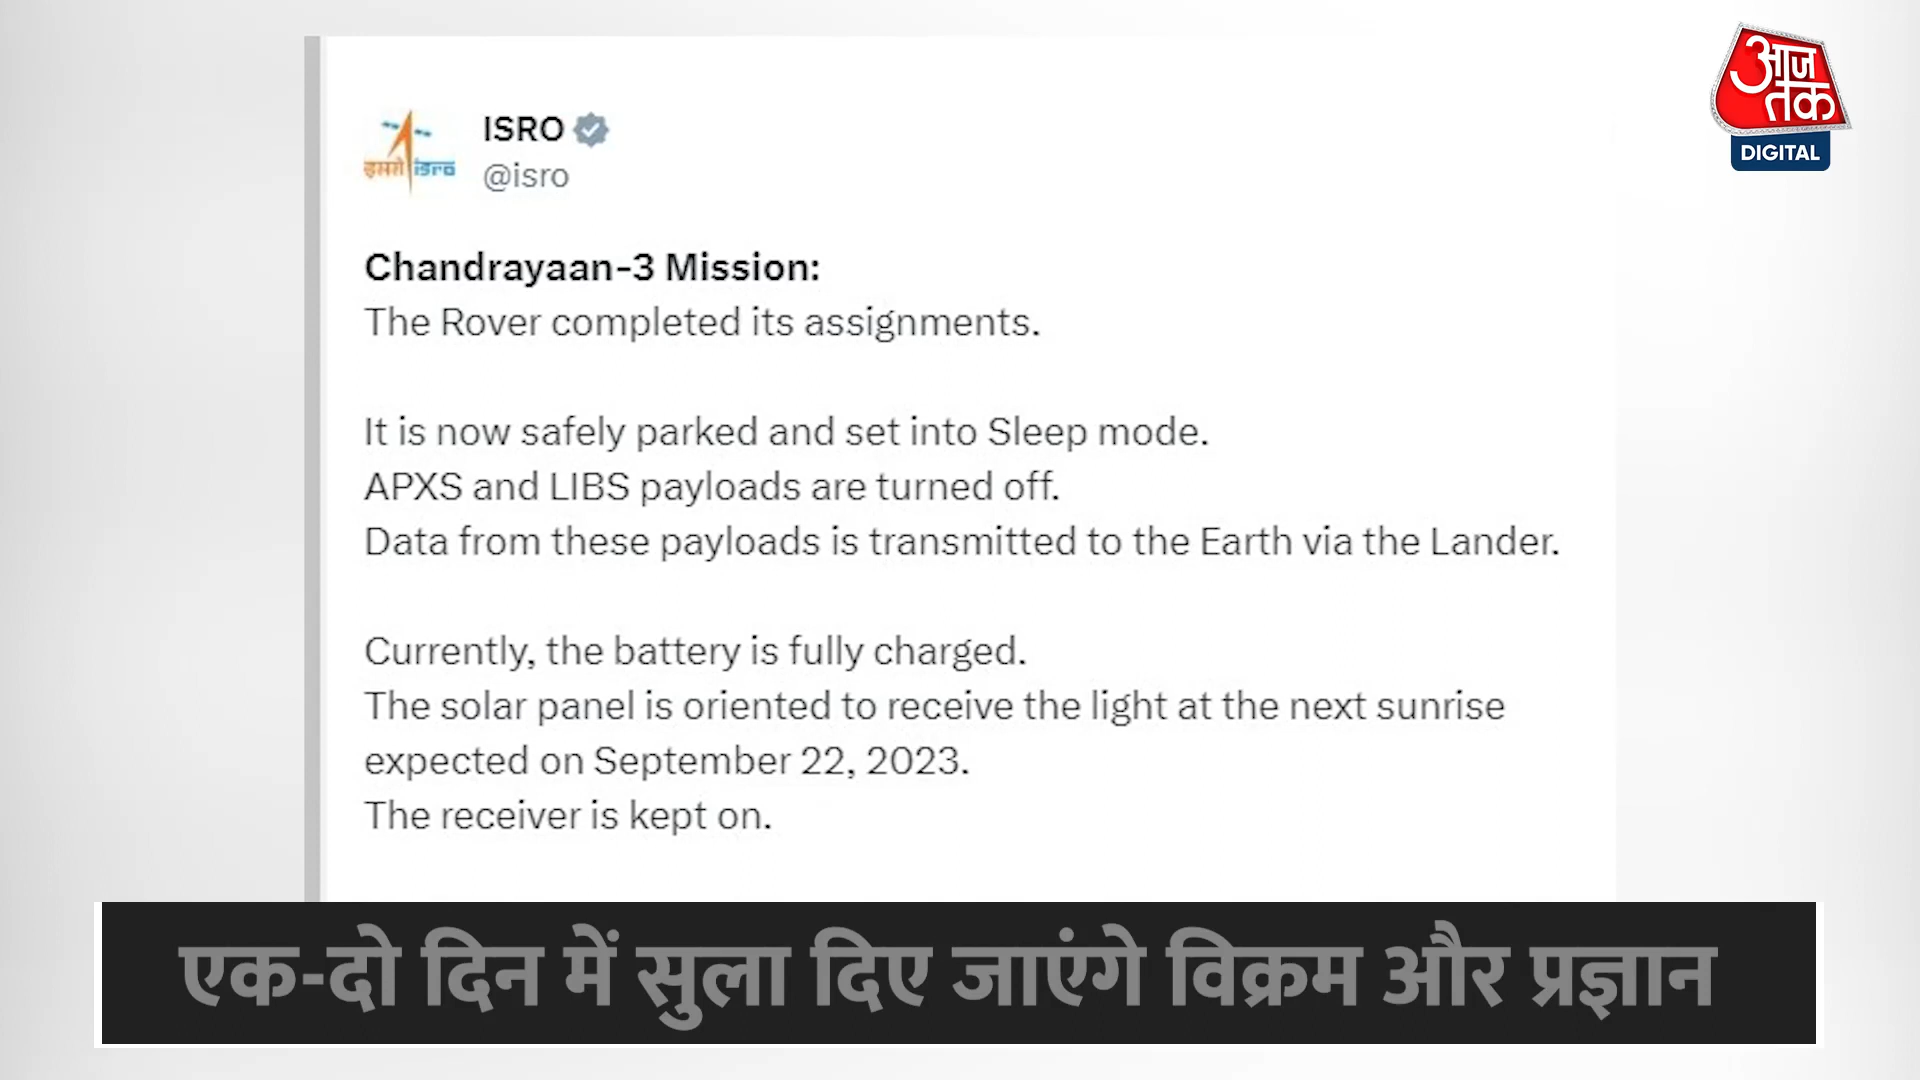 आज
तक
DIGITAL
इसरो isro
ISRO
@isro
Chandrayaan-3 Mission:
The Rover completed its assignments.
It is now safely parked and set into Sleep mode.
APXS and LIBS payloads are turned off.
Data from these payloads is transmitted to the Earth via the Lander.
Currently, the battery is fully charged.
The solar panel is oriented to receive the light at the next sunrise
expected on September 22, 2023.
The receiver is kept on.
एक-दो दिन में सुला दिए जाएंगे विक्रम और प्रज्ञान